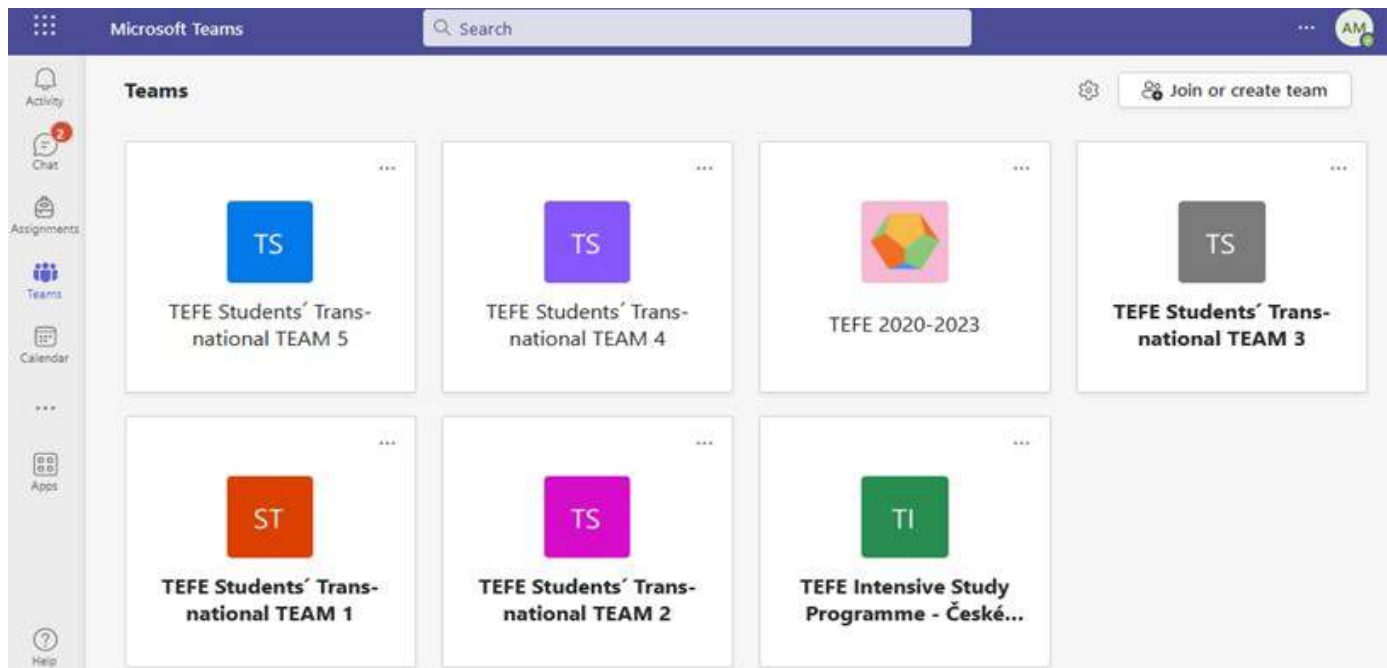 Microsoft Teams
Search
AM
Activity
2
Chat
Assignments
Teams
Calendar
Apps
Help
Teams
Join or create team
TS
TEFE Students´ Trans-
national TEAM 5
TS
TEFE Students´ Trans-
national TEAM 4
TEFE 2020-2023
TS
TEFE Students´ Trans-
national TEAM 3
ST
TEFE Students´ Trans-
national TEAM 1
TS
TEFE Students´ Trans-
national TEAM 2
TI
TEFE Intensive Study
Programme - České...